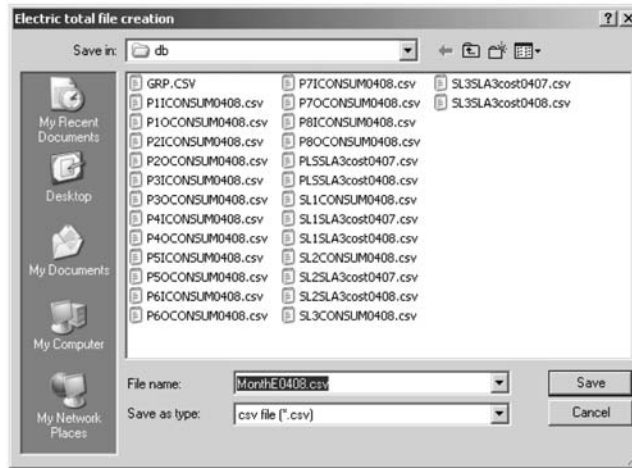 Electric total file creation
Save in: db
My Recent Documents
Desktop
My Documents
My Computer
My Network Places
GRP.CSV
P1ICONSUM0408.csv
P1OCONSUM0408.csv
P2ICONSUM0408.csv
P2OCONSUM0408.csv
P3ICONSUM0408.csv
P3OCONSUM0408.csv
P4ICONSUM0408.csv
P4OCONSUM0408.csv
P5ICONSUM0408.csv
P5OCONSUM0408.csv
P6ICONSUM0408.csv
P6OCONSUM0408.csv
P7ICONSUM0408.csv
P7OCONSUM0408.csv
P8ICONSUM0408.csv
P8OCONSUM0408.csv
PLSSLA3cost0407.csv
PLSSLA3cost0408.csv
SL1CONSUM0408.csv
SL1SLA3cost0407.csv
SL1SLA3cost0408.csv
SL2CONSUM0408.csv
SL2SLA3cost0407.csv
SL2SLA3cost0408.csv
SL3CONSUM0408.csv
SL3SLA3cost0407.csv
SL3SLA3cost0408.csv
File name: MonthE0408.csv Save
Save as type: csv file (*.csv) Cancel